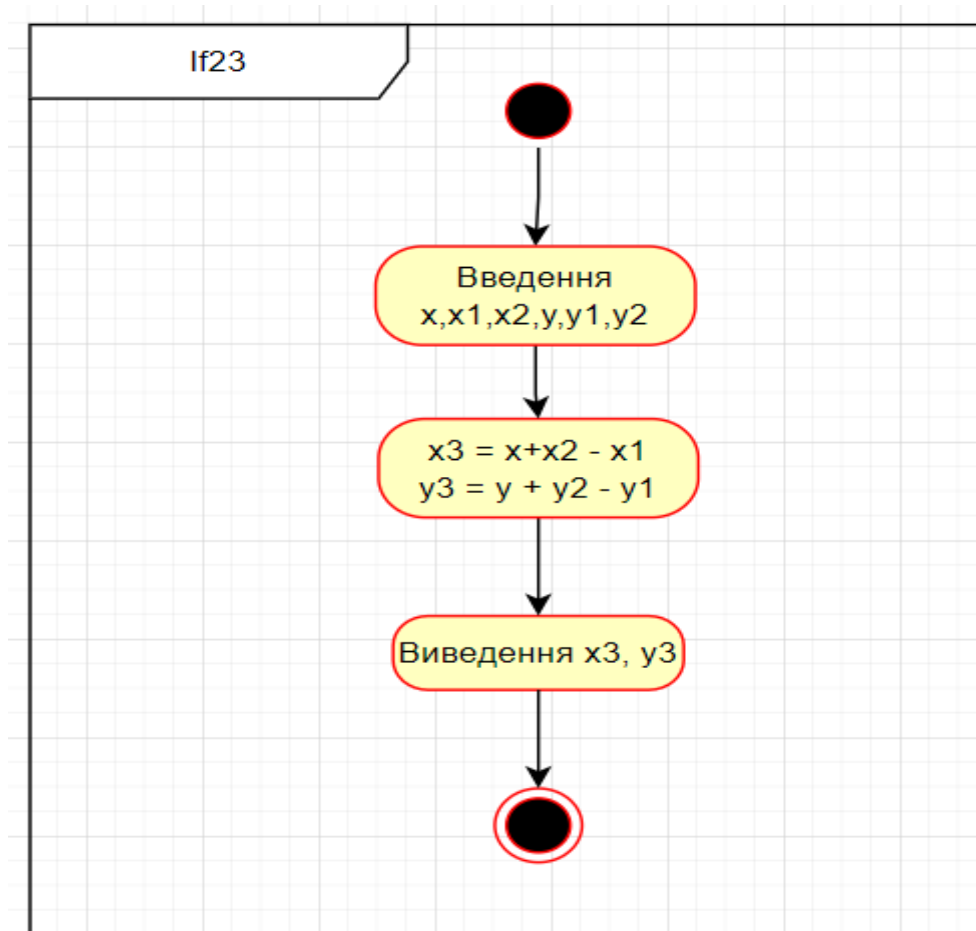 If23
Введення
x,x1,x2,y,y1,y2
x3 = x+x2 - x1
y3 = y + y2 - y1
Виведення x3, y3